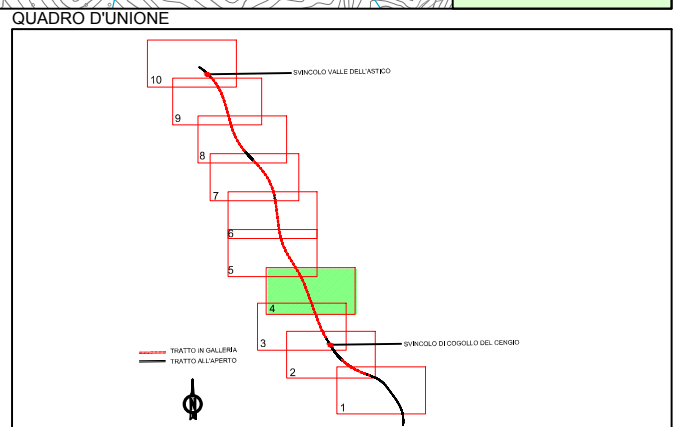 QUADRO D'UNIONE
10
SVINCOLO VALLE DELL'ASTICO
9
8
7
6
5
4
3
SVINCOLO DI COGOLLO DEL CENGIO
TRATTO IN GALLERIA
TRATTO ALL'APERTO
2
1
N